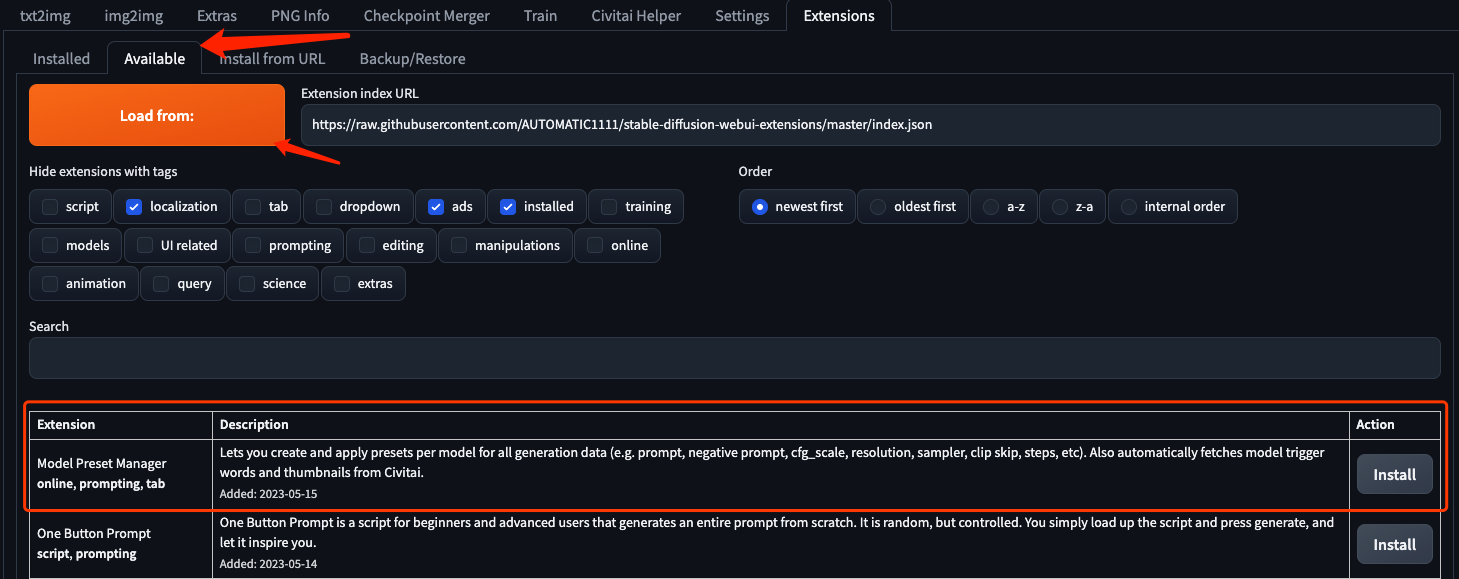 txt2img img2img Extras PNG Info Checkpoint Merger Train Civitai Helper Settings Extensions
Installed Available Install from URL Backup/Restore
Load from:
Extension index URL
https://raw.githubusercontent.com/AUTOMATIC1111/stable-diffusion-webui-extensions/master/index.json
Hide extensions with tags
script localization tab dropdown ads installed training
models UI related prompting editing manipulations online
animation query science extras
Order
newest first oldest first a-z z-a internal order
Search
Extension Description Action
Model Preset Manager
online, prompting, tab
Lets you create and apply presets per model for all generation data (e.g. prompt, negative prompt, cfg_scale, resolution, sampler, clip skip, steps, etc). Also automatically fetches model trigger
words and thumbnails from Civitai.
Added: 2023-05-15
Install
One Button Prompt
script, prompting
One Button Prompt is a script for beginners and advanced users that generates an entire prompt from scratch. It is random, but controlled. You simply load up the script and press generate, and
let it inspire you.
Added: 2023-05-14
Install